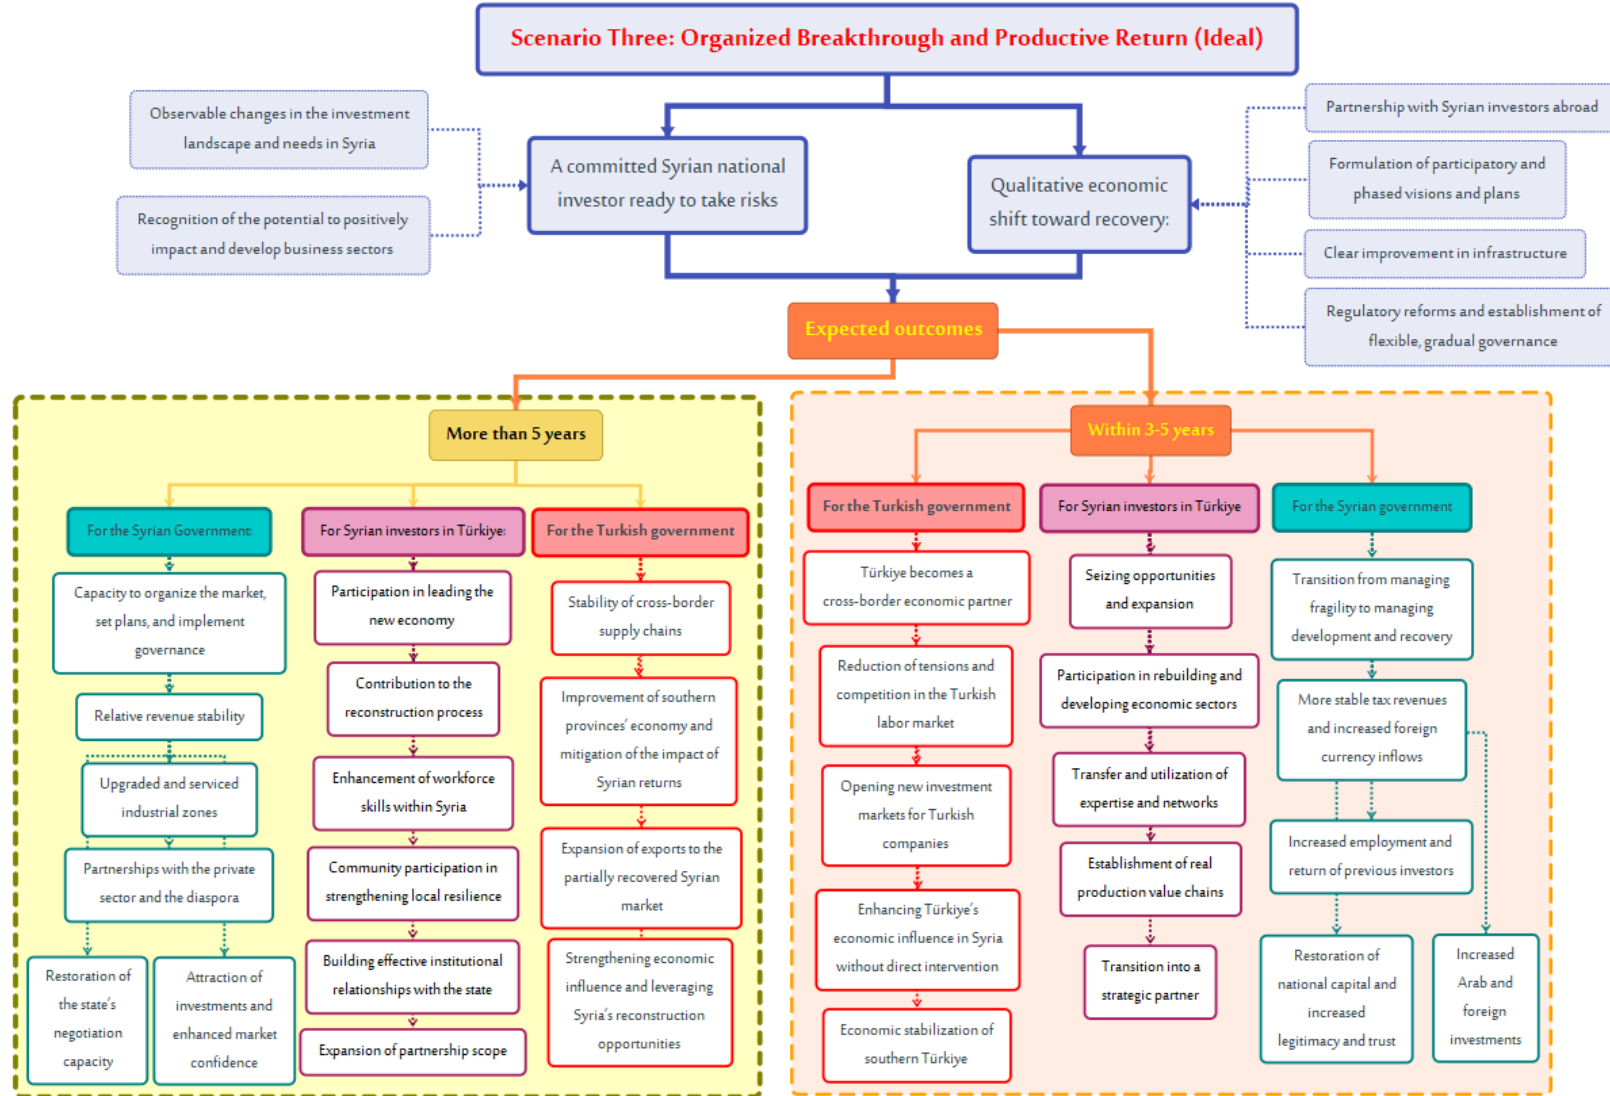 Scenario Three: Organized Breakthrough and Productive Return (Ideal)
Observable changes in the investment
landscape and needs in Syria
Recognition of the potential to positively
impact and develop business sectors
A committed Syrian national
investor ready to take risks
Qualitative economic
shift toward recovery:
Partnership with Syrian investors abroad
Formulation of participatory and
phased visions and plans
Clear improvement in infrastructure
Regulatory reforms and establishment of
flexible, gradual governance
Expected outcomes
More than 5 years
For the Syrian Government:
Capacity to organize the market,
set plans, and implement
governance
Relative revenue stability
Upgraded and serviced
industrial zones
Partnerships with the private
sector and the diaspora
Restoration of
the state's
negotiation
capacity
Attraction of
investments and
enhanced market
confidence
For Syrian investors in Türkiye:
Participation in leading the
new economy
Contribution to the
reconstruction process
Enhancement of workforce
skills within Syria
Community participation in
strengthening local resilience
Building effective institutional
relationships with the state
Expansion of partnership scope
For the Turkish government
Stability of cross-border
supply chains
Improvement of southern
provinces' economy and
mitigation of the impact of
Syrian returns
Expansion of exports to the
partially recovered Syrian
market
Strengthening economic
influence and leveraging
Syria's reconstruction
opportunities
Within 3-5 years
For the Turkish government
Türkiye becomes a
cross-border economic partner
Reduction of tensions and
competition in the Turkish
labor market
Opening new investment
markets for Turkish
companies
Enhancing Türkiye's
economic influence in Syria
without direct intervention
Economic stabilization of
southern Türkiye
For Syrian investors in Türkiye
Seizing opportunities
and expansion
Participation in rebuilding and
developing economic sectors
Transfer and utilization of
expertise and networks
Establishment of real
production value chains
Transition into a
strategic partner
For the Syrian government
Transition from managing
fragility to managing
development and recovery
More stable tax revenues
and increased foreign
currency inflows
Increased employment and
return of previous investors
Restoration of
national capital and
increased
legitimacy and trust
Increased
Arab and
foreign
investments